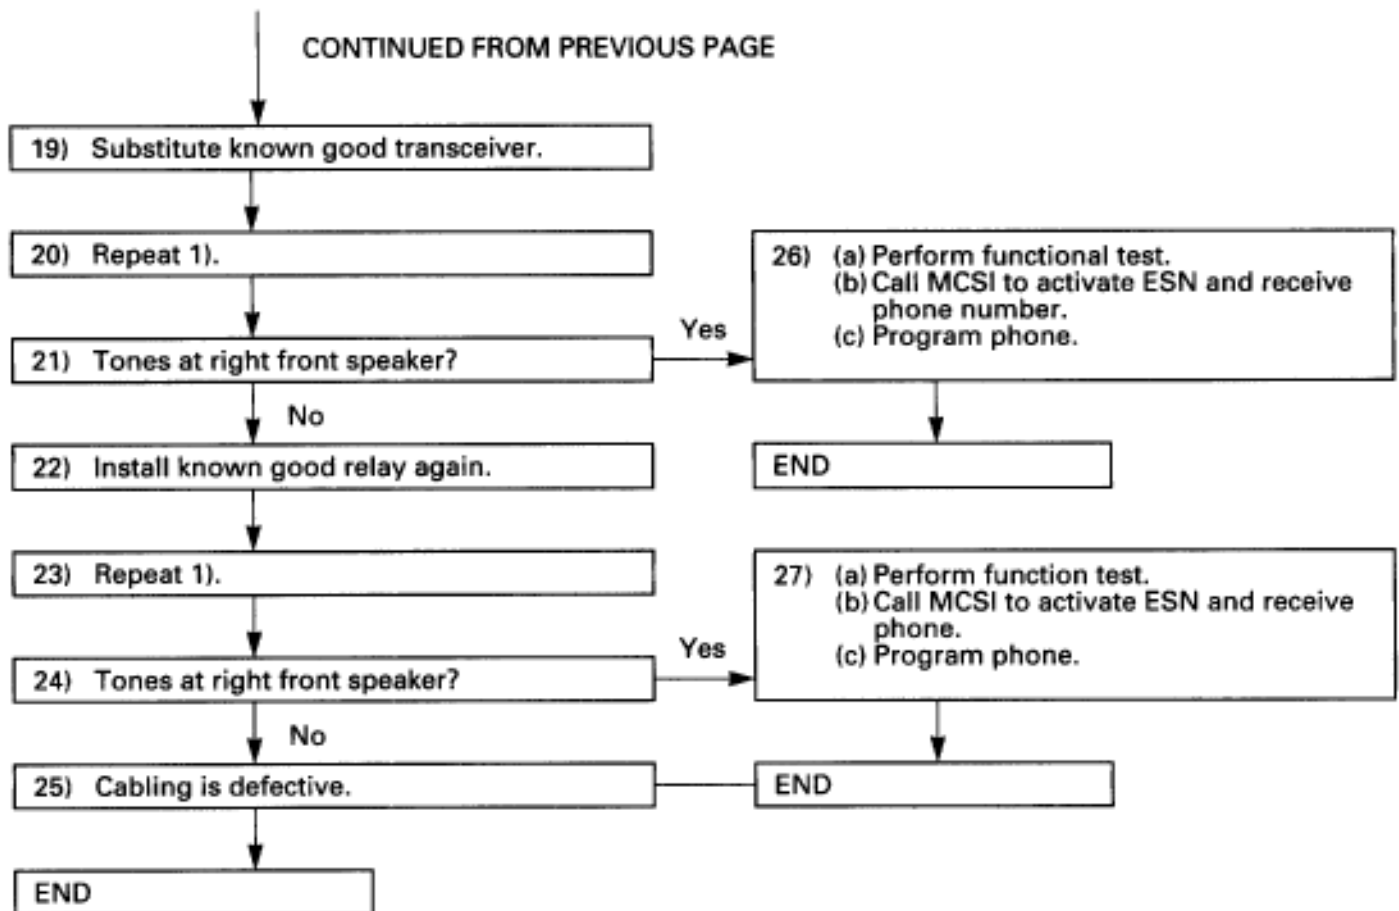 CONTINUED FROM PREVIOUS PAGE
19) Substitute known good transceiver.
20) Repeat 1).
21) Tones at right front speaker?
Yes
26) (a) Perform functional test.
(b) Call MCSI to activate ESN and receive
phone number.
(c) Program phone.
No
END
22) Install known good relay again.
23) Repeat 1).
24) Tones at right front speaker?
Yes
27) (a) Perform function test.
(b) Call MCSI to activate ESN and receive
phone.
(c) Program phone.
No
25) Cabling is defective.
END
END